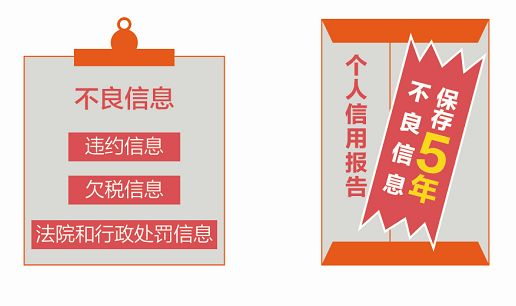 不良信息
违约信息
欠税信息
法院和行政处罚信息
个人信用报告
不良信息
保存5年